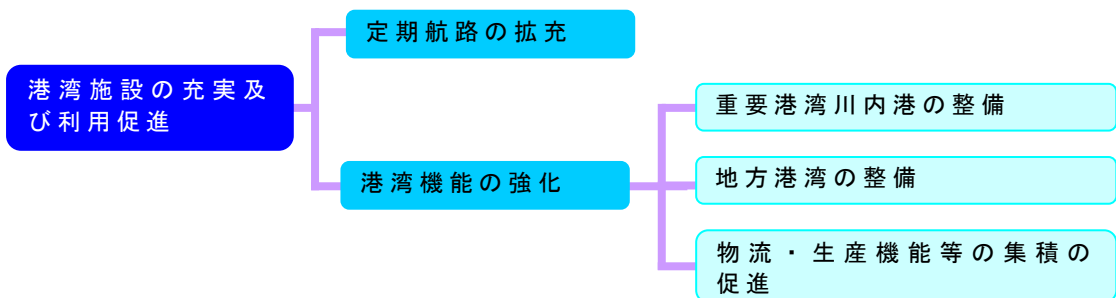 定期航路の拡充
港湾施設の充実及
び利用促進
港湾機能の強化
重要港湾川内港の整備
地方港湾の整備
物流・生産機能等の集積の
促進